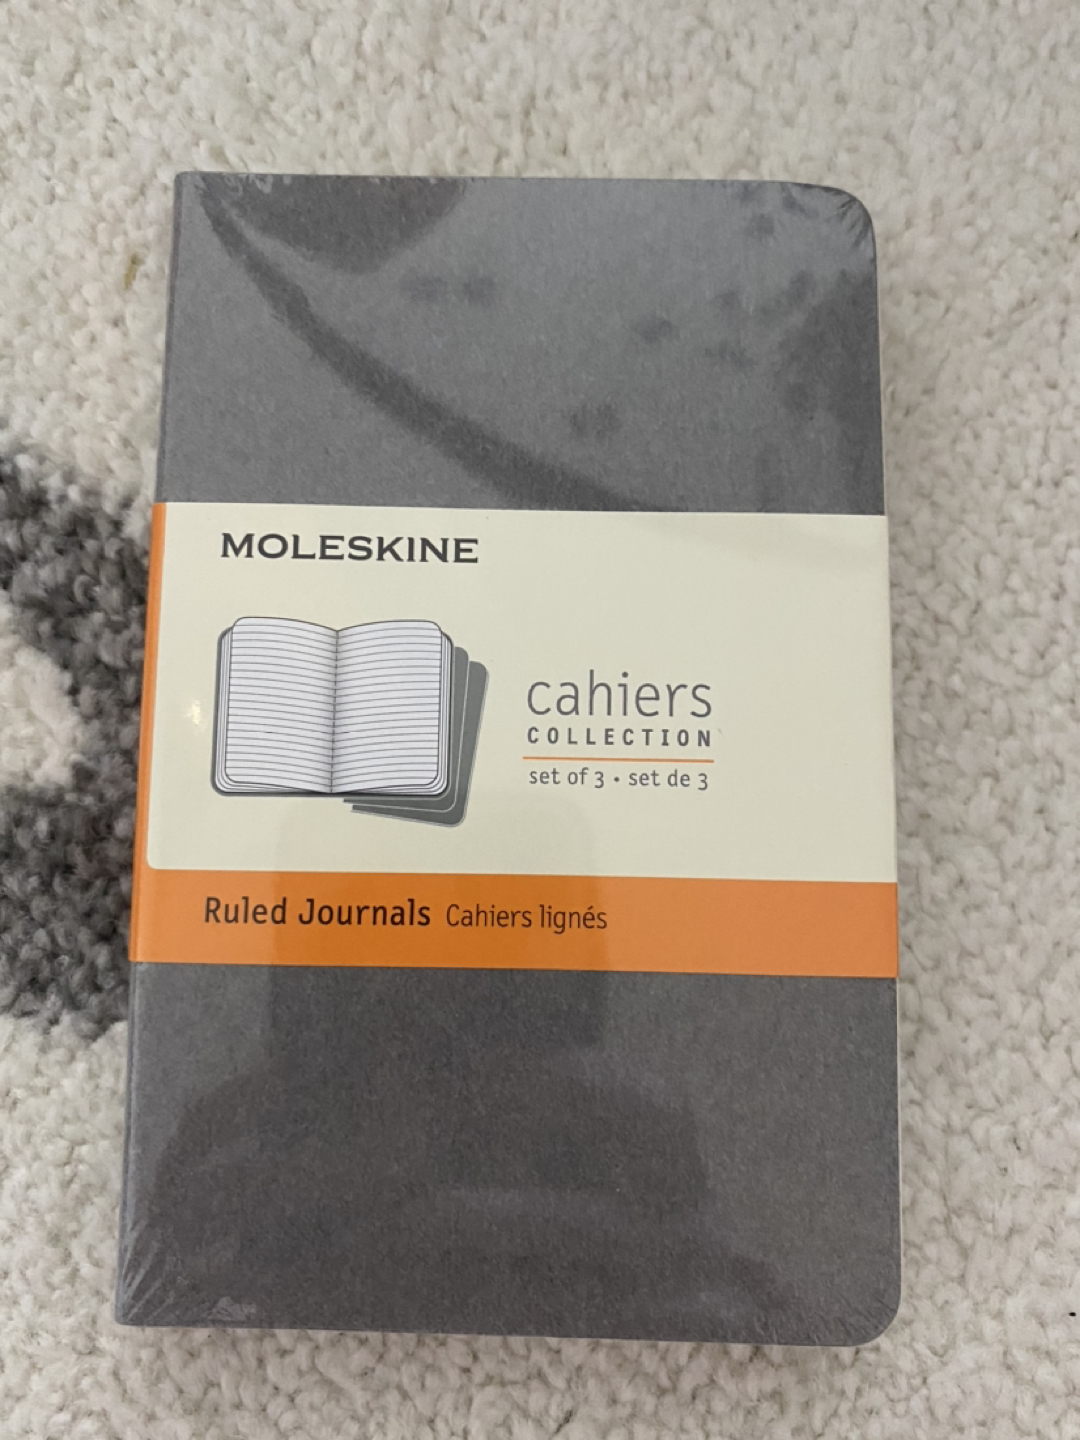 MOLESKINE
cahiers
COLLECTION
set of 3 • set de 3
Ruled Journals Cahiers lignés